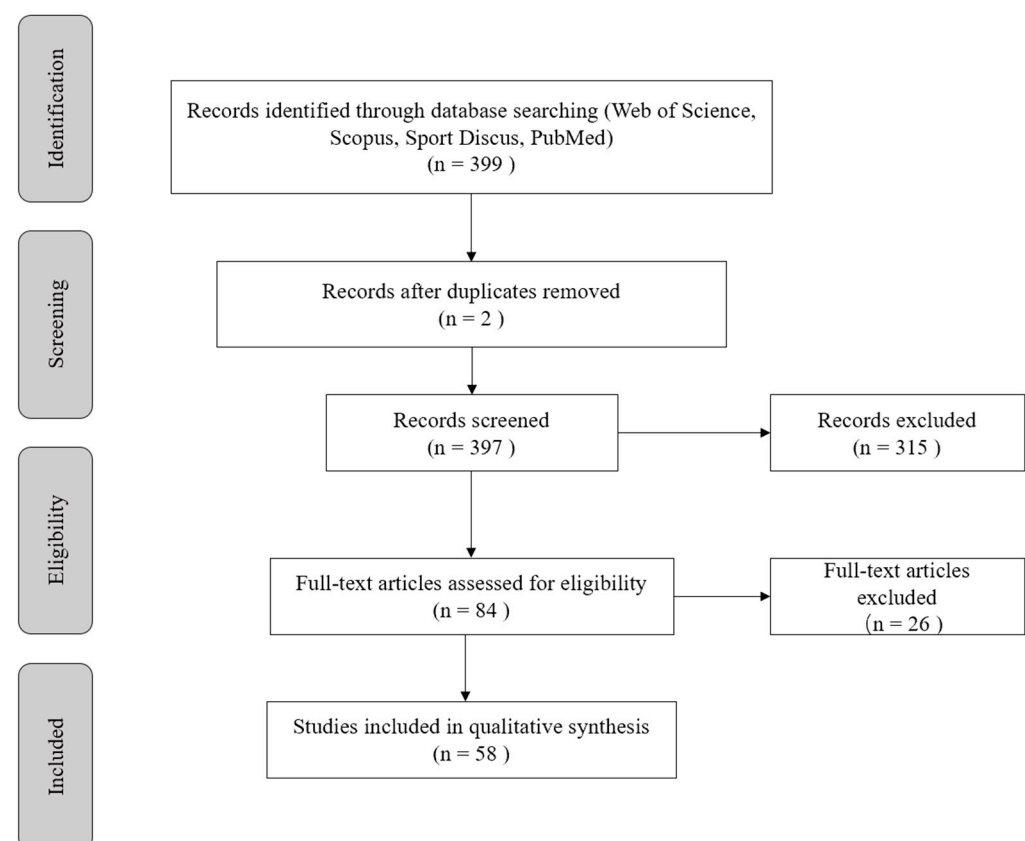 Identification
Records identified through database searching (Web of Science,
Scopus, Sport Discus, PubMed)
(n = 399 )
Screening
Records after duplicates removed
(n = 2 )
Records screened
(n = 397 )
Records excluded
(n = 315 )
Eligibility
Full-text articles assessed for eligibility
(n = 84 )
Full-text articles
excluded
(n = 26 )
Included
Studies included in qualitative synthesis
(n = 58 )